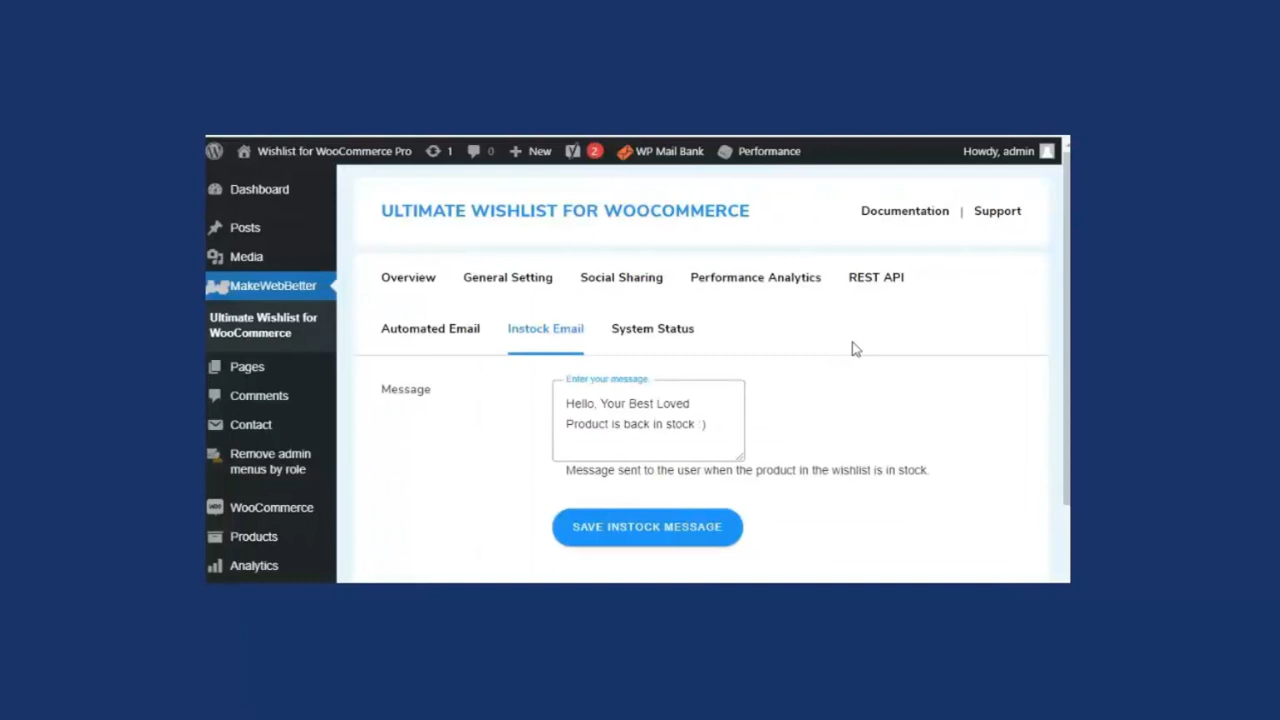 Wishlist for WooCommerce Pro 1 0 New 2 WP Mail Bank Performance Howdy, admin
Dashboard
Posts
Media
MakeWebBetter
Ultimate Wishlist for
WooCommerce
Pages
Comments
Contact
Remove admin
menus by role
WooCommerce
Products
Analytics
ULTIMATE WISHLIST FOR WOOCOMMERCE
Documentation | Support
Overview General Setting Social Sharing Performance Analytics REST API
Automated Email Instock Email System Status
Message
Enter your message.
Hello, Your Best Loved
Product is back in stock :)
Message sent to the user when the product in the wishlist is in stock.
SAVE INSTOCK MESSAGE